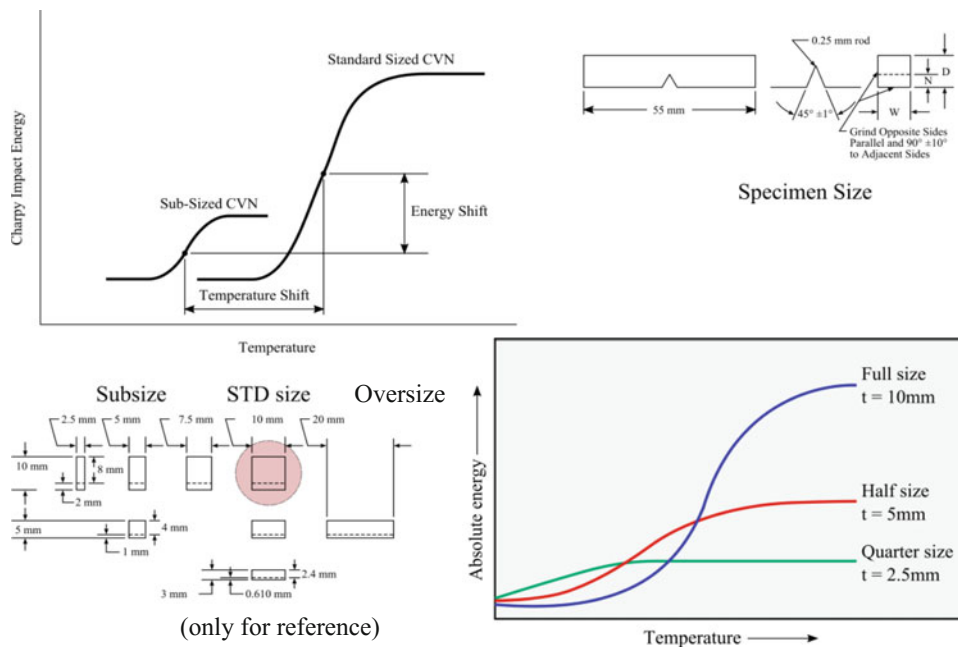 Charpy Impact Energy
Standard Sized CVN
Sub-Sized CVN
Energy Shift
Temperature Shift
Temperature
0.25 mm rod
D
N
55 mm
45° ±1°
W
Grind Opposite Sides
Parallel and 90° ±10°
to Adjacent Sides
Specimen Size
Subsize
STD size
Oversize
2.5 mm
5 mm
7.5 mm
10 mm
20 mm
10 mm
8 mm
2 mm
5 mm
4 mm
1 mm
2.4 mm
3 mm
0.610 mm
(only for reference)
Absolute energy
Full size
t = 10mm
Half size
t = 5mm
Quarter size
t = 2.5mm
Temperature